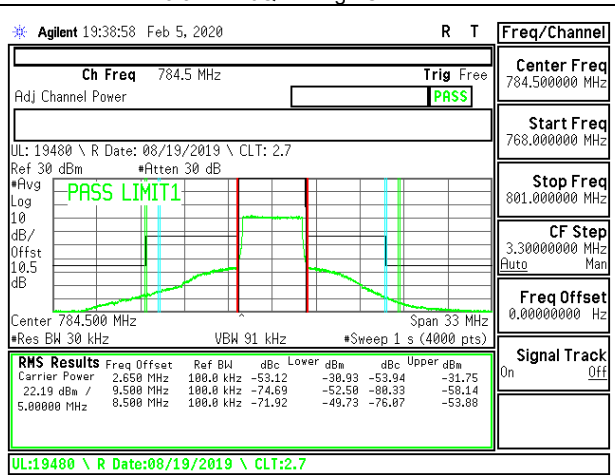 Agilent 19:38:58 Feb 5, 2020 R T
Freq/Channel
Ch Freq 784.5 MHz Trig Free
Adj Channel Power PASS
UL: 19480 \ R Date: 08/19/2019 \ CLT: 2.7
Ref 30 dBm #Atten 30 dB
#Avg
Log
10
dB/
Offst
10.5
dB
PASS LIMIT1
Center 784.500 MHz Span 33 MHz
#Res BW 30 kHz VBW 91 kHz #Sweep 1 s (4000 pts)
RMS Results Freq Offset Ref BW dBc Lower dBm dBc Upper dBm
Carrier Power 2.650 MHz 100.0 kHz -53.12 -30.93 -53.94 -31.75
22.19 dBm / 9.500 MHz 100.0 kHz -74.69 -52.50 -80.33 -58.14
5.00000 MHz 8.500 MHz 100.0 kHz -71.92 -49.73 -76.07 -53.88
UL:19480 \ R Date:08/19/2019 \ CLT:2.7
Center Freq
784.500000 MHz
Start Freq
768.000000 MHz
Stop Freq
801.000000 MHz
CF Step
3.30000000 MHz
Auto Man
Freq Offset
0.00000000 Hz
Signal Track
On Off